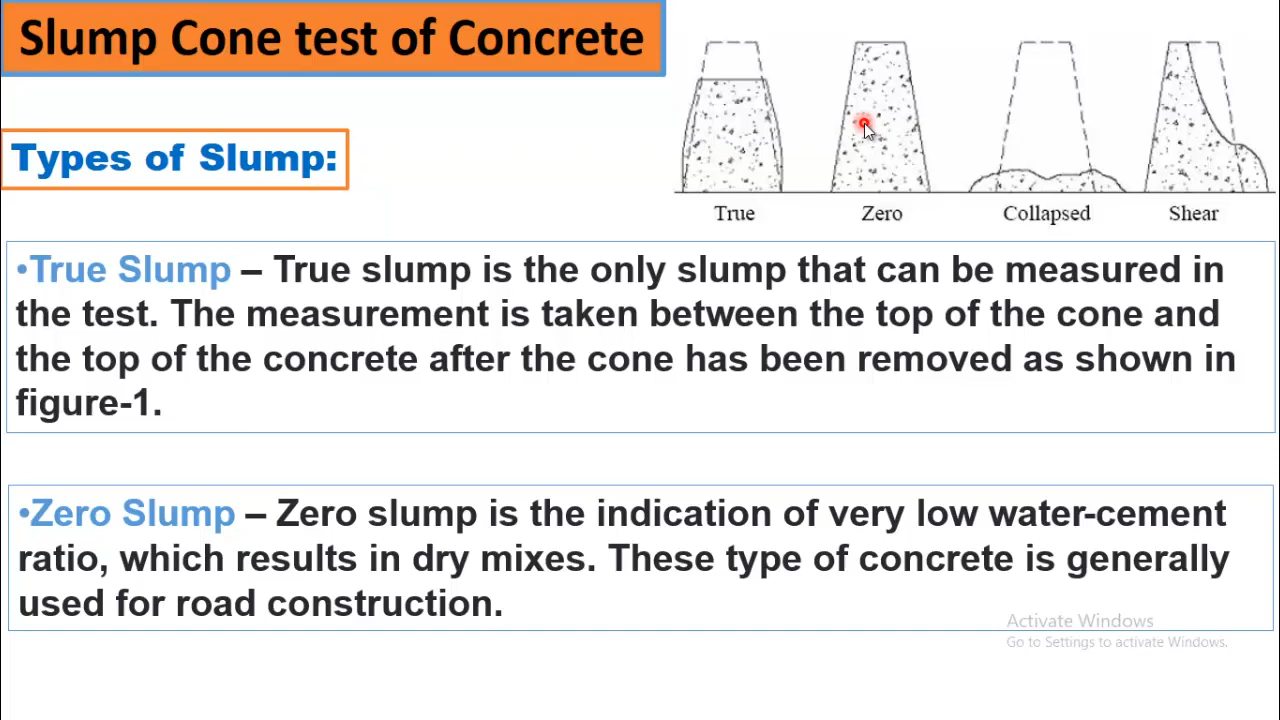 Slump Cone test of Concrete
Types of Slump:
True Zero Collapsed Shear
•True Slump – True slump is the only slump that can be measured in
the test. The measurement is taken between the top of the cone and
the top of the concrete after the cone has been removed as shown in
figure-1.
•Zero Slump – Zero slump is the indication of very low water-cement
ratio, which results in dry mixes. These type of concrete is generally
used for road construction.
Activate Windows
Go to Settings to activate Windows.